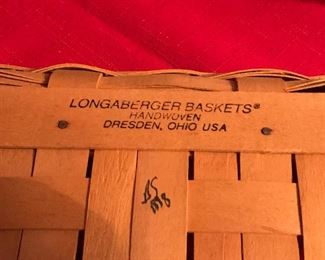 LONGABERGER BASKETS®
HANDWOVEN
DRESDEN, OHIO USA